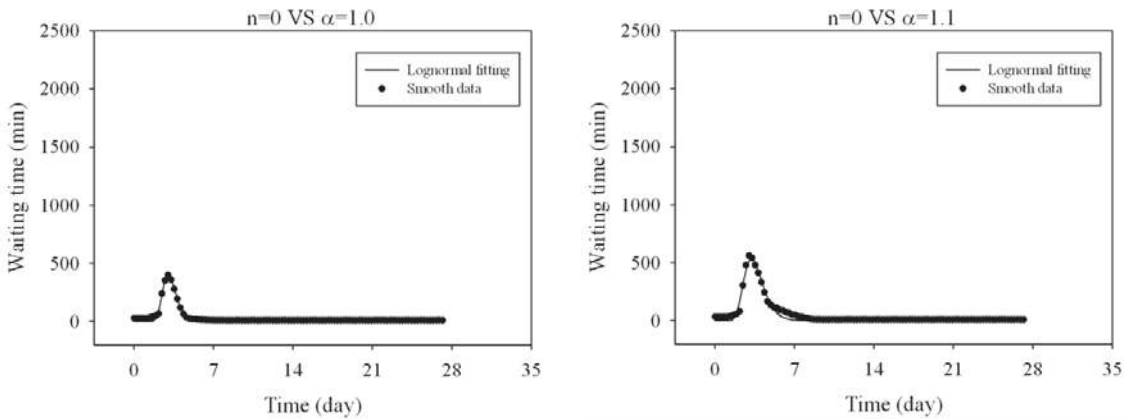 n=0 VS α=1.0
2500
2000
1500
1000
500
0
Waiting time (min)
Lognormal fitting
Smooth data
0 7 14 21 28 35
Time (day)
n=0 VS α=1.1
2500
2000
1500
1000
500
0
Waiting time (min)
Lognormal fitting
Smooth data
0 7 14 21 28 35
Time (day)